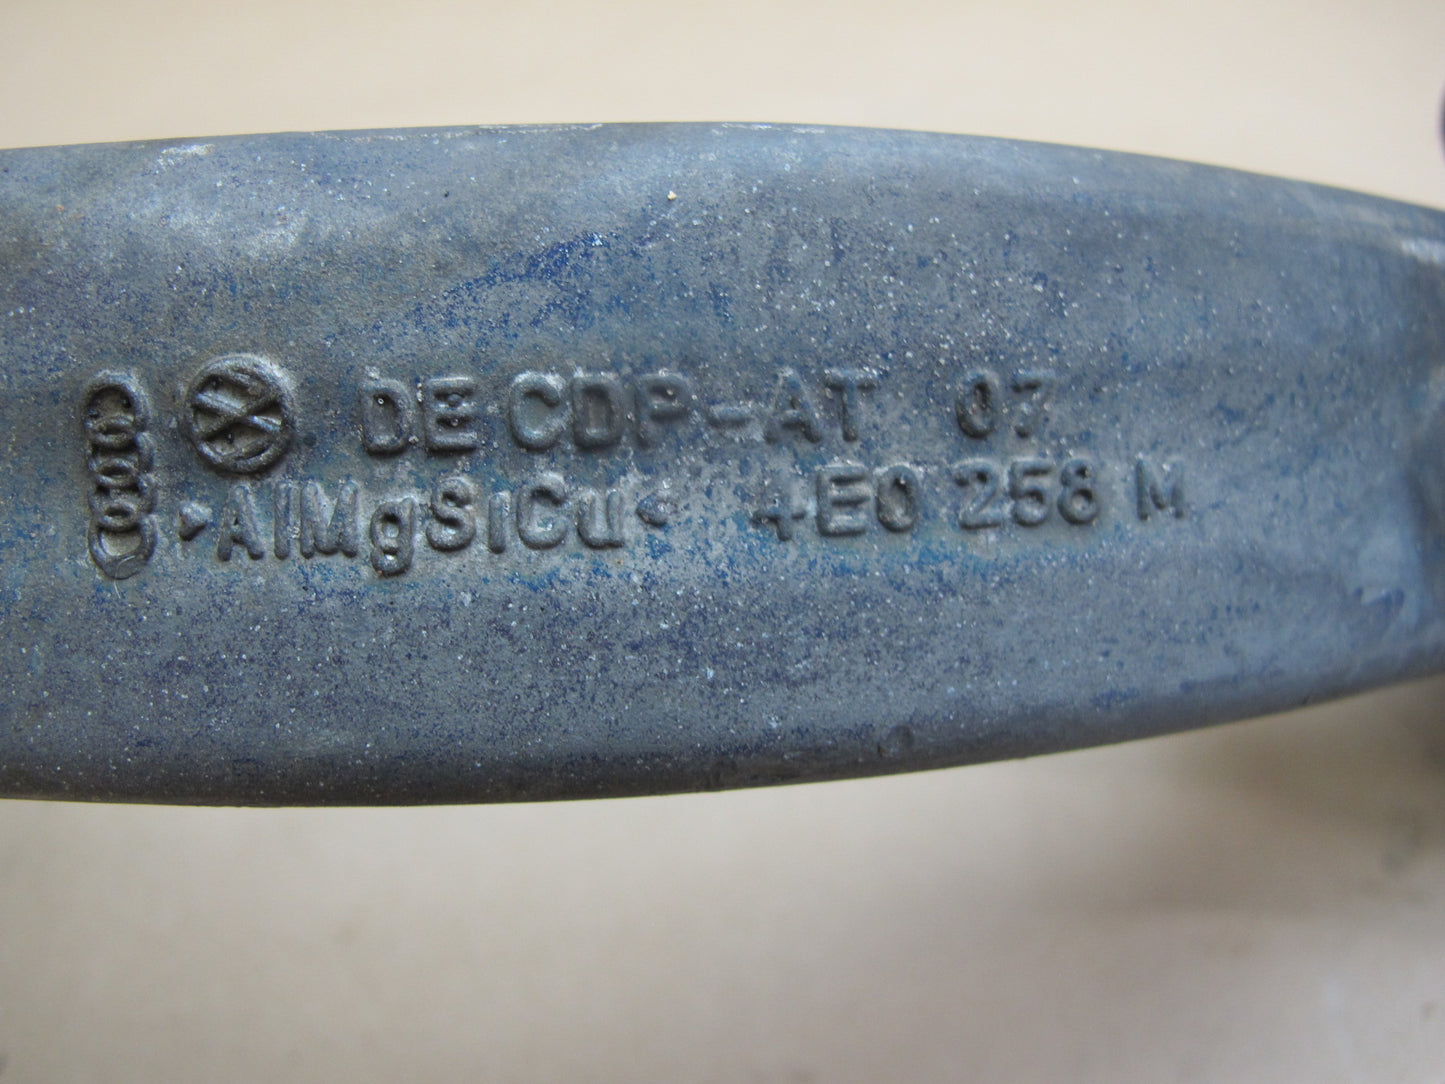 DE CDP-AT 07
>AlMgSiCu< 4E0 258 M